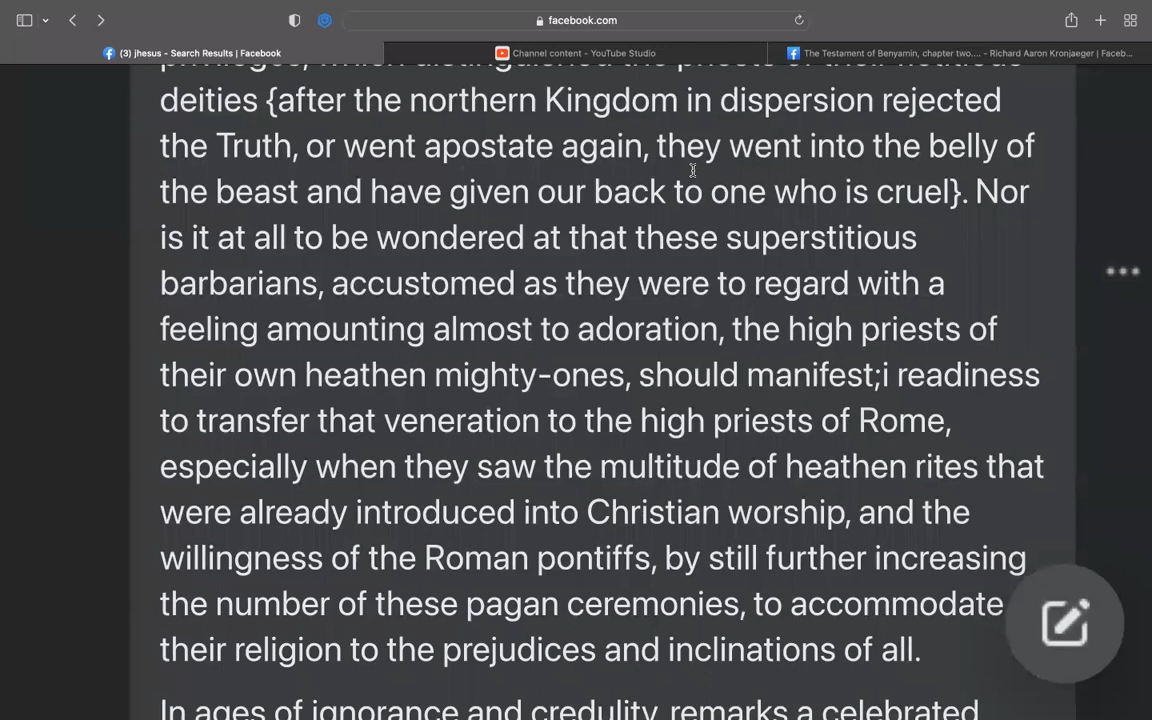 facebook.com
(3) jhesus - Search Results | Facebook
Channel content - YouTube Studio
The Testament of Benyamin, chapter two.... - Richard Aaron Kronjaeger | Faceb...
privileges, which distinguished the priests of their fictitious
deities {after the northern Kingdom in dispersion rejected
the Truth, or went apostate again, they went into the belly of
the beast and have given our back to one who is cruel}. Nor
is it at all to be wondered at that these superstitious
barbarians, accustomed as they were to regard with a
feeling amounting almost to adoration, the high priests of
their own heathen mighty-ones, should manifest;i readiness
to transfer that veneration to the high priests of Rome,
especially when they saw the multitude of heathen rites that
were already introduced into Christian worship, and the
willingness of the Roman pontiffs, by still further increasing
the number of these pagan ceremonies, to accommodate
their religion to the prejudices and inclinations of all.
In ages of ignorance and credulity, remarks a celebrated